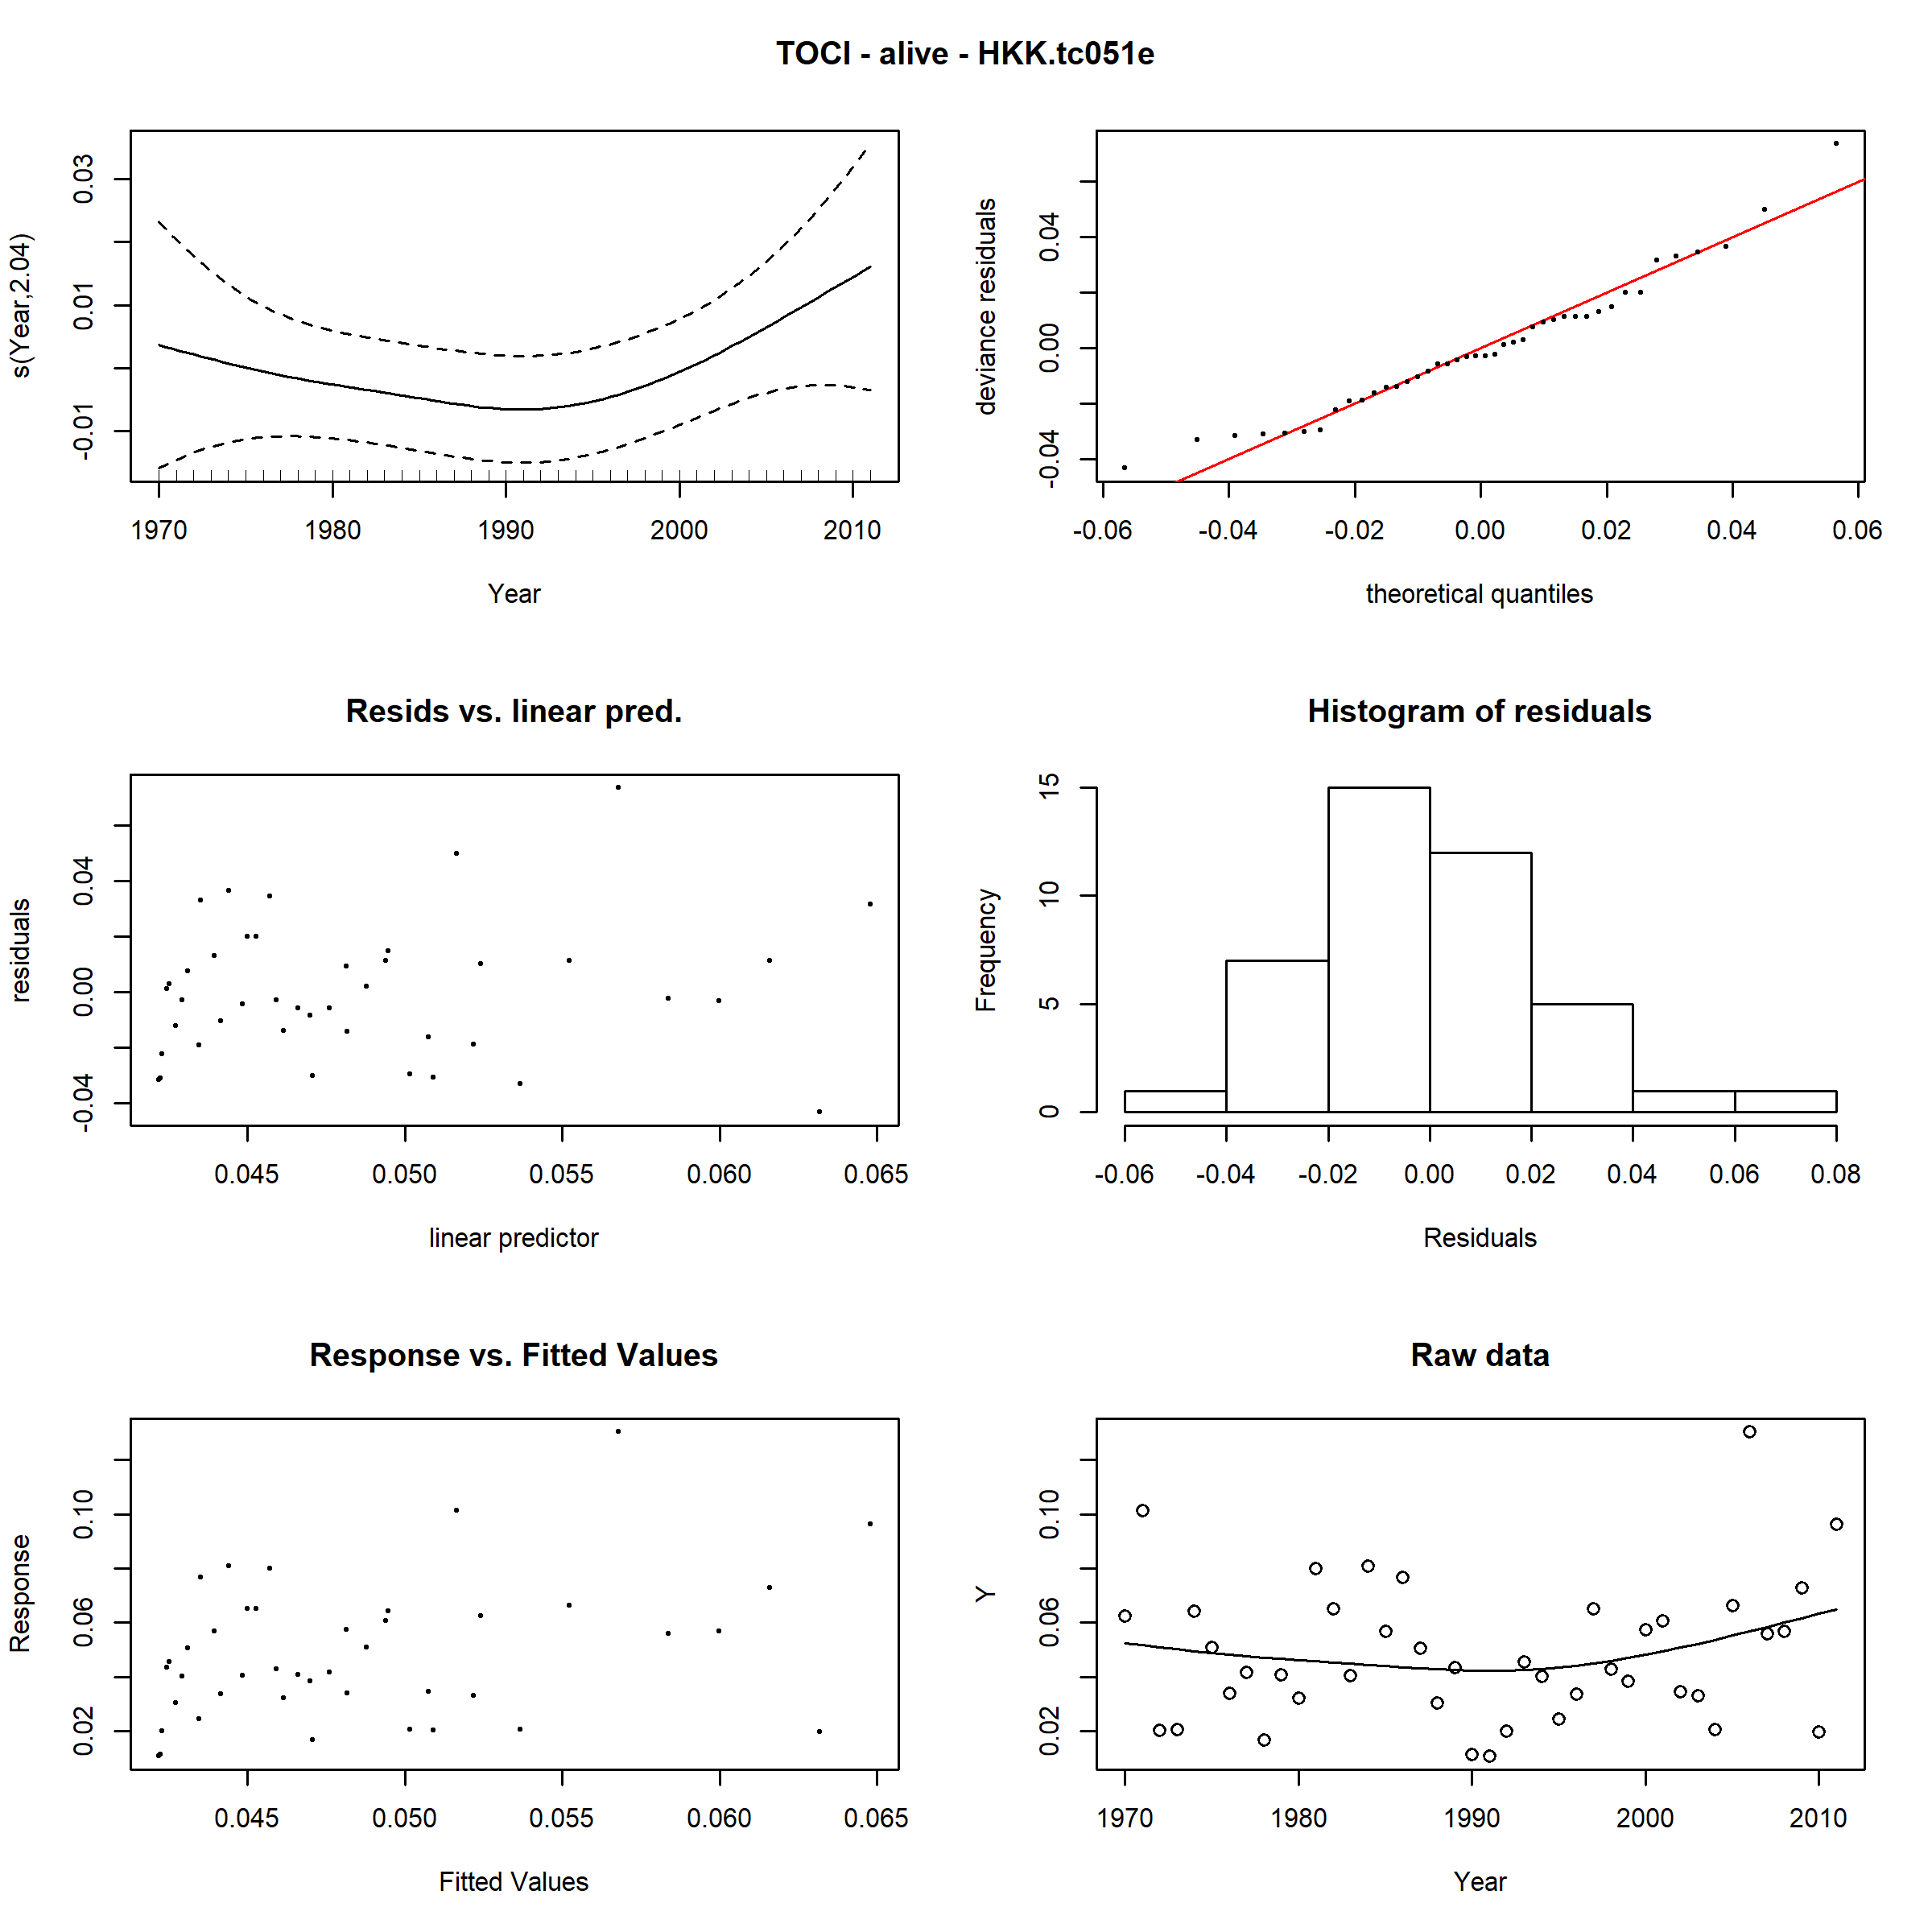 TOCI - alive - HKK.tc051e
s(Year,2.04)
-0.01 0.01 0.03
1970 1980 1990 2000 2010
Year
deviance residuals
-0.04 0.00 0.04
-0.06 -0.04 -0.02 0.00 0.02 0.04 0.06
theoretical quantiles
Resids vs. linear pred.
residuals
-0.04 0.00 0.04
0.045 0.050 0.055 0.060 0.065
linear predictor
Histogram of residuals
Frequency
0 5 10 15
-0.06 -0.04 -0.02 0.00 0.02 0.04 0.06 0.08
Residuals
Response vs. Fitted Values
Response
0.02 0.06 0.10
0.045 0.050 0.055 0.060 0.065
Fitted Values
Raw data
Y
0.02 0.06 0.10
1970 1980 1990 2000 2010
Year